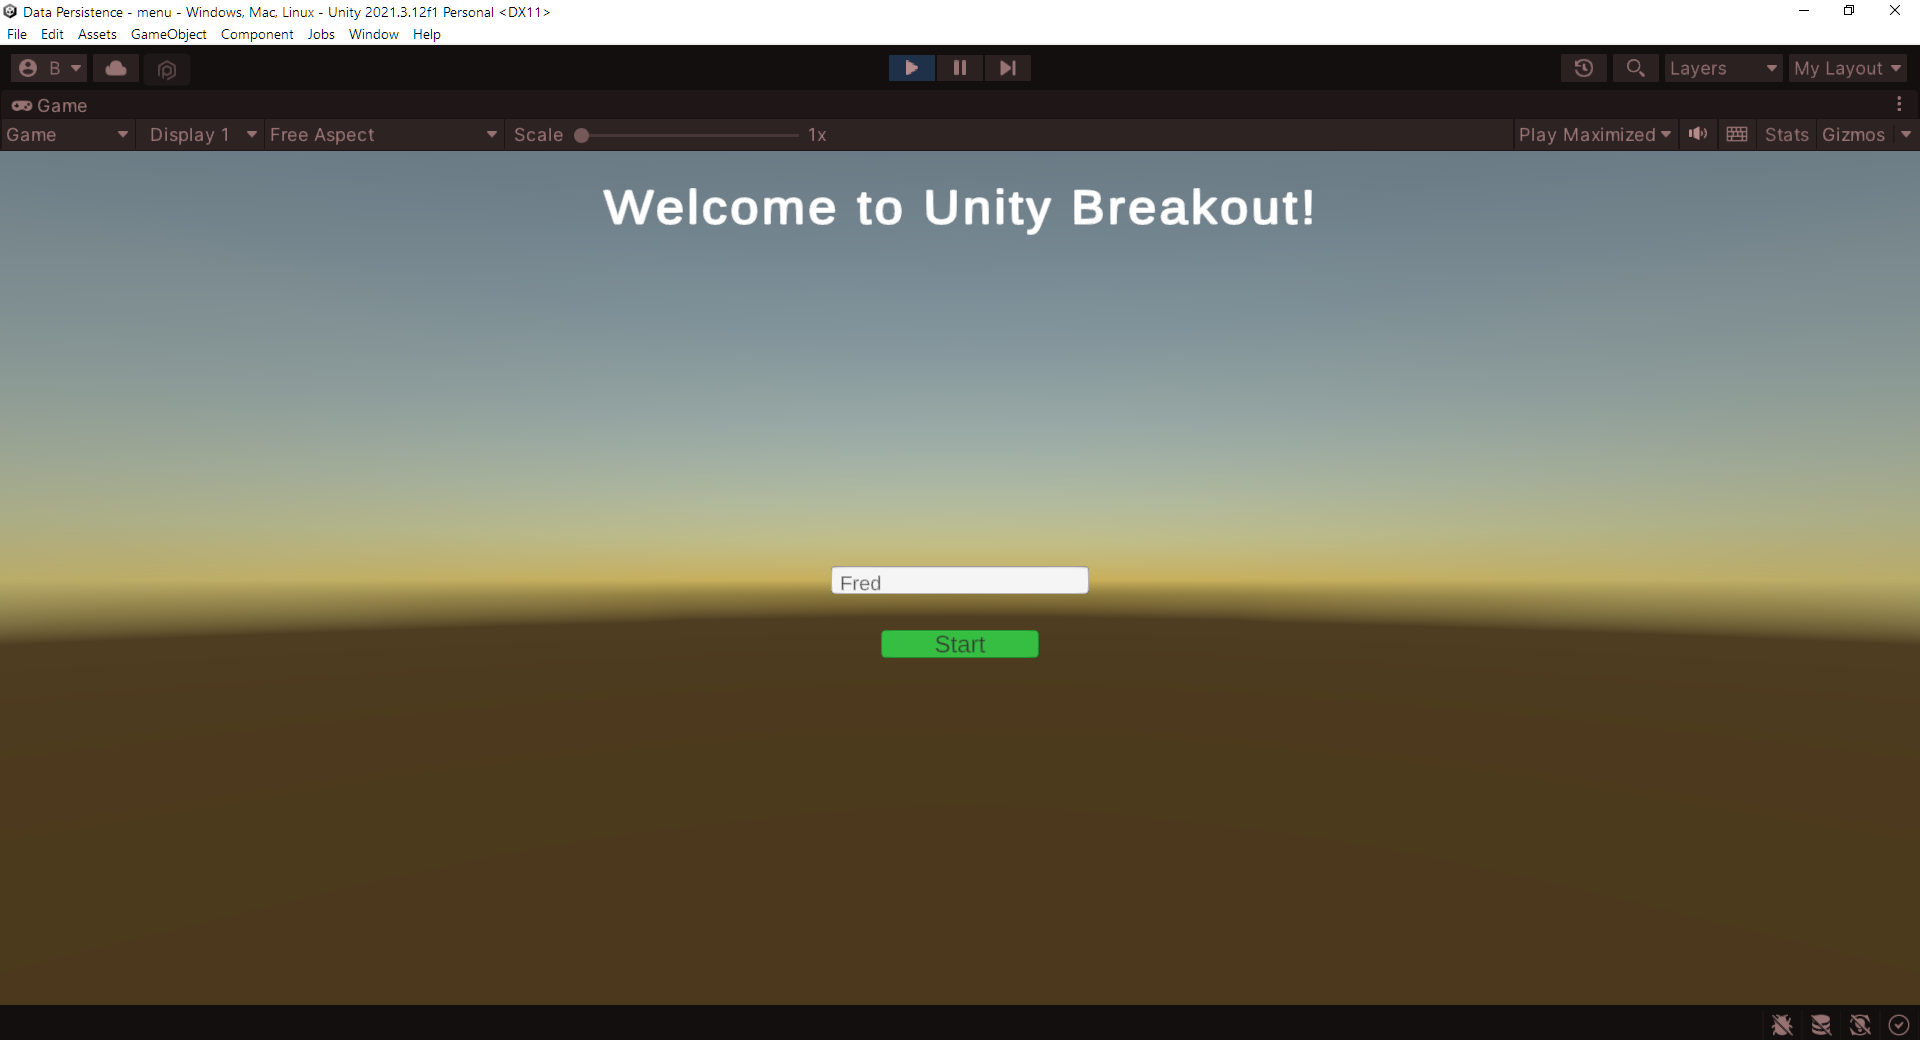 Data Persistence - menu - Windows, Mac, Linux - Unity 2021.3.12f1 Personal <DX11>
File Edit Assets GameObject Component Jobs Window Help
B Layers My Layout
Game
Game Display 1 Free Aspect Scale 1x Play Maximized Stats Gizmos
Welcome to Unity Breakout!
Fred
Start